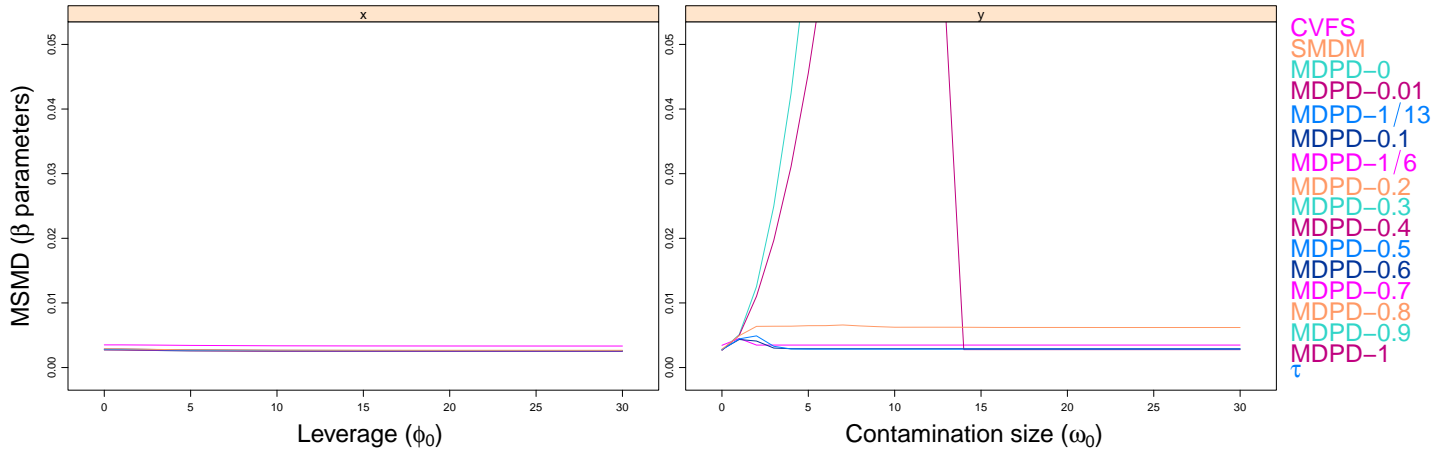 x
y
MSMD (β parameters)
0.05
0.04
0.03
0.02
0.01
0.00
0 5 10 15 20 25 30
Leverage (ϕ0)
0.05
0.04
0.03
0.02
0.01
0.00
0 5 10 15 20 25 30
Contamination size (ω0)
CVFS
SMDM
MDPD−0
MDPD−0.01
MDPD−1/13
MDPD−0.1
MDPD−1/6
MDPD−0.2
MDPD−0.3
MDPD−0.4
MDPD−0.5
MDPD−0.6
MDPD−0.7
MDPD−0.8
MDPD−0.9
MDPD−1
τ